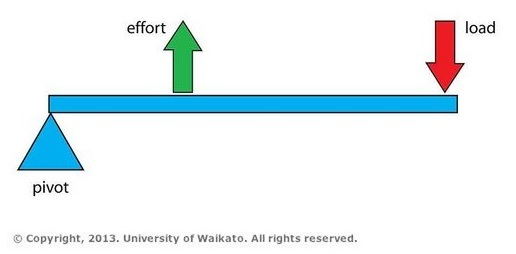 effort
load
pivot
© Copyright, 2013. University of Waikato. All rights reserved.